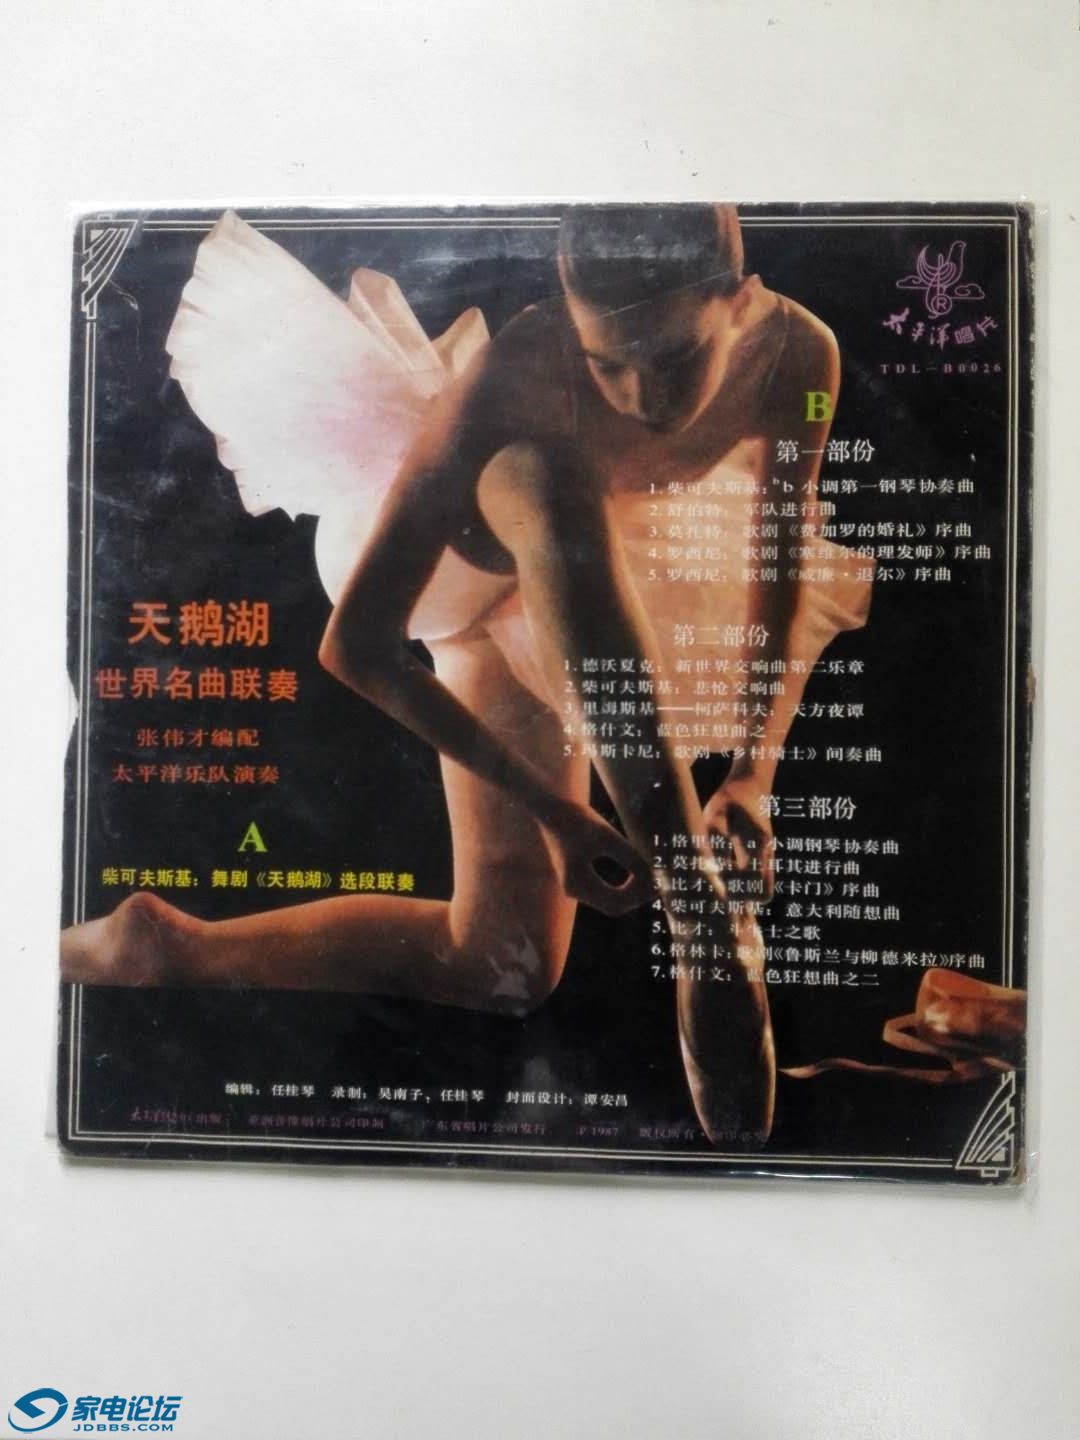 太平洋唱片
TDL-B0026
天鹅湖
世界名曲联奏
张伟才编配
太平洋乐队演奏
A
柴可夫斯基：舞剧《天鹅湖》选段联奏
B
第一部份
1.柴可夫斯基：ᵇb小调第一钢琴协奏曲
2.舒伯特：军队进行曲
3.莫扎特：歌剧《费加罗的婚礼》序曲
4.罗西尼：歌剧《塞维尔的理发师》序曲
5.罗西尼：歌剧《威廉·退尔》序曲
第二部份
1.德沃夏克：新世界交响曲第二乐章
2.柴可夫斯基：悲怆交响曲
3.里姆斯基——柯萨科夫：天方夜谭
4.格什文：蓝色狂想曲之一
5.玛斯卡尼：歌剧《乡村骑士》间奏曲
第三部份
1.格里格：a小调钢琴协奏曲
2.莫扎特：土耳其进行曲
3.比才：歌剧《卡门》序曲
4.柴可夫斯基：意大利随想曲
5.比才：斗牛士之歌
6.格林卡：歌剧《鲁斯兰与柳德米拉》序曲
7.格什文：蓝色狂想曲之二
编辑：任桂琴 录制：吴南子、任桂琴 封面设计：谭安昌
出版 亚洲音像唱片公司印制 广东省唱片公司发行 P1987 版权所有·翻印必究
家电论坛
JDBBS.COM